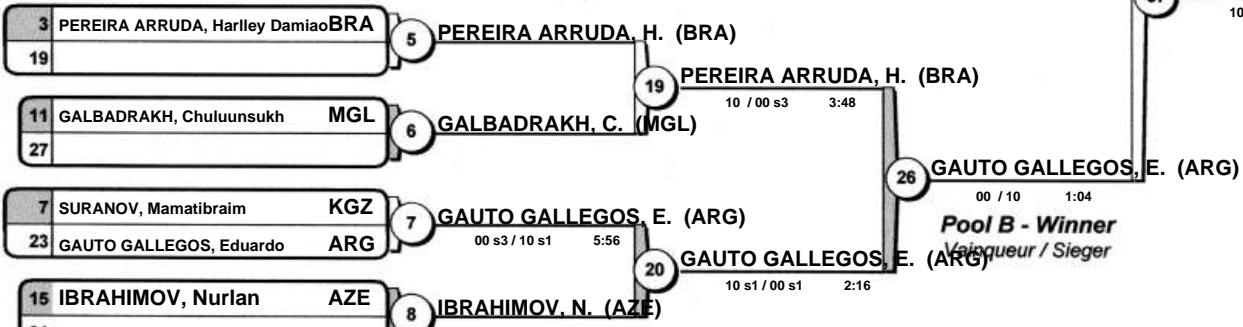 3 PEREIRA ARRUDA, Harlley Damiao BRA
19
5
PEREIRA ARRUDA, H. (BRA)
11 GALBADRAKH, Chuluunsukh MGL
27
6
GALBADRAKH, C. (MGL)
19
PEREIRA ARRUDA, H. (BRA)
10 / 00 s3 3:48
7 SURANOV, Mamatibraim KGZ
23 GAUTO GALLEGOS, Eduardo ARG
7
GAUTO GALLEGOS, E. (ARG)
00 s3 / 10 s1 5:56
15 IBRAHIMOV, Nurlan AZE
8
IBRAHIMOV, N. (AZE)
20
GAUTO GALLEGOS, E. (ARG)
10 s1 / 00 s1 2:16
26
GAUTO GALLEGOS, E. (ARG)
00 / 10 1:04
Pool B - Winner
Vainqueur / Sieger
10